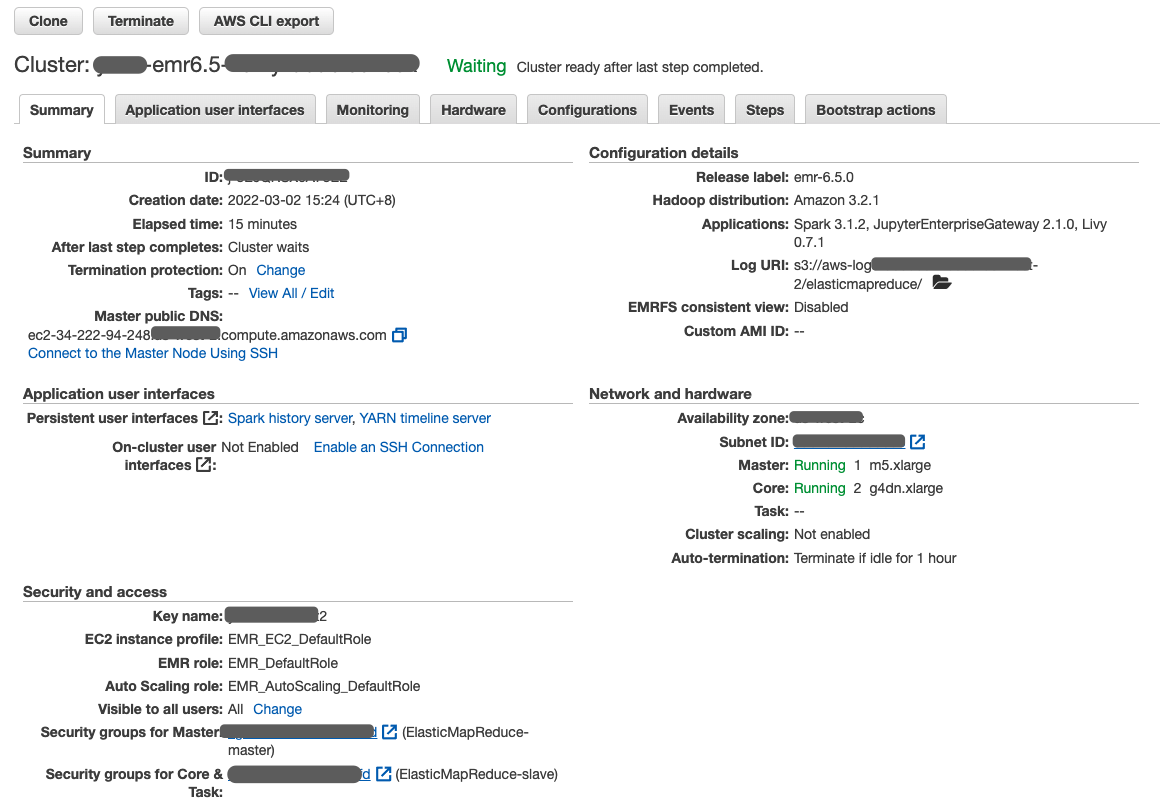 Clone Terminate AWS CLI export
Cluster: -emr6.5- Waiting Cluster ready after last step completed.
Summary Application user interfaces Monitoring Hardware Configurations Events Steps Bootstrap actions
Summary
ID:
Creation date: 2022-03-02 15:24 (UTC+8)
Elapsed time: 15 minutes
After last step completes: Cluster waits
Termination protection: On Change
Tags: -- View All / Edit
Master public DNS:
ec2-34-222-94-248. .compute.amazonaws.com
Connect to the Master Node Using SSH
Configuration details
Release label: emr-6.5.0
Hadoop distribution: Amazon 3.2.1
Applications: Spark 3.1.2, JupyterEnterpriseGateway 2.1.0, Livy
0.7.1
Log URI: s3://aws-log -
2/elasticmapreduce/
EMRFS consistent view: Disabled
Custom AMI ID: --
Application user interfaces
Persistent user interfaces : Spark history server, YARN timeline server
On-cluster user Not Enabled Enable an SSH Connection
interfaces :
Network and hardware
Availability zone:
Subnet ID:
Master: Running 1 m5.xlarge
Core: Running 2 g4dn.xlarge
Task: --
Cluster scaling: Not enabled
Auto-termination: Terminate if idle for 1 hour
Security and access
Key name: 2
EC2 instance profile: EMR_EC2_DefaultRole
EMR role: EMR_DefaultRole
Auto Scaling role: EMR_AutoScaling_DefaultRole
Visible to all users: All Change
Security groups for Master: (ElasticMapReduce-
master)
Security groups for Core & (ElasticMapReduce-slave)
Task: